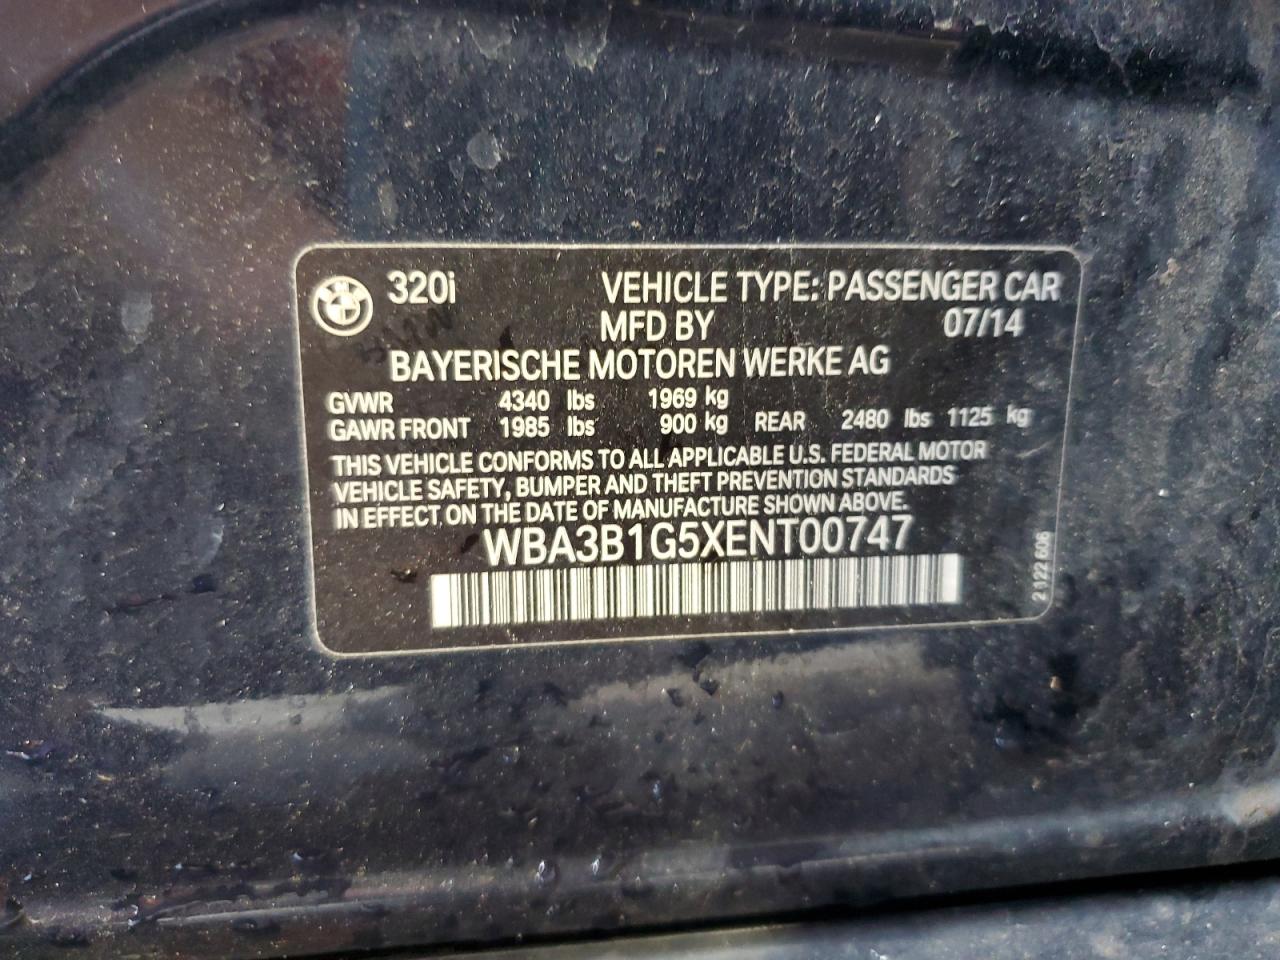 320i VEHICLE TYPE: PASSENGER CAR
MFD BY 07/14
BAYERISCHE MOTOREN WERKE AG
GVWR 4340 lbs 1969 kg
GAWR FRONT 1985 lbs 900 kg REAR 2480 lbs 1125 kg
THIS VEHICLE CONFORMS TO ALL APPLICABLE U.S. FEDERAL MOTOR
VEHICLE SAFETY, BUMPER AND THEFT PREVENTION STANDARDS
IN EFFECT ON THE DATE OF MANUFACTURE SHOWN ABOVE.
WBA3B1G5XENT00747